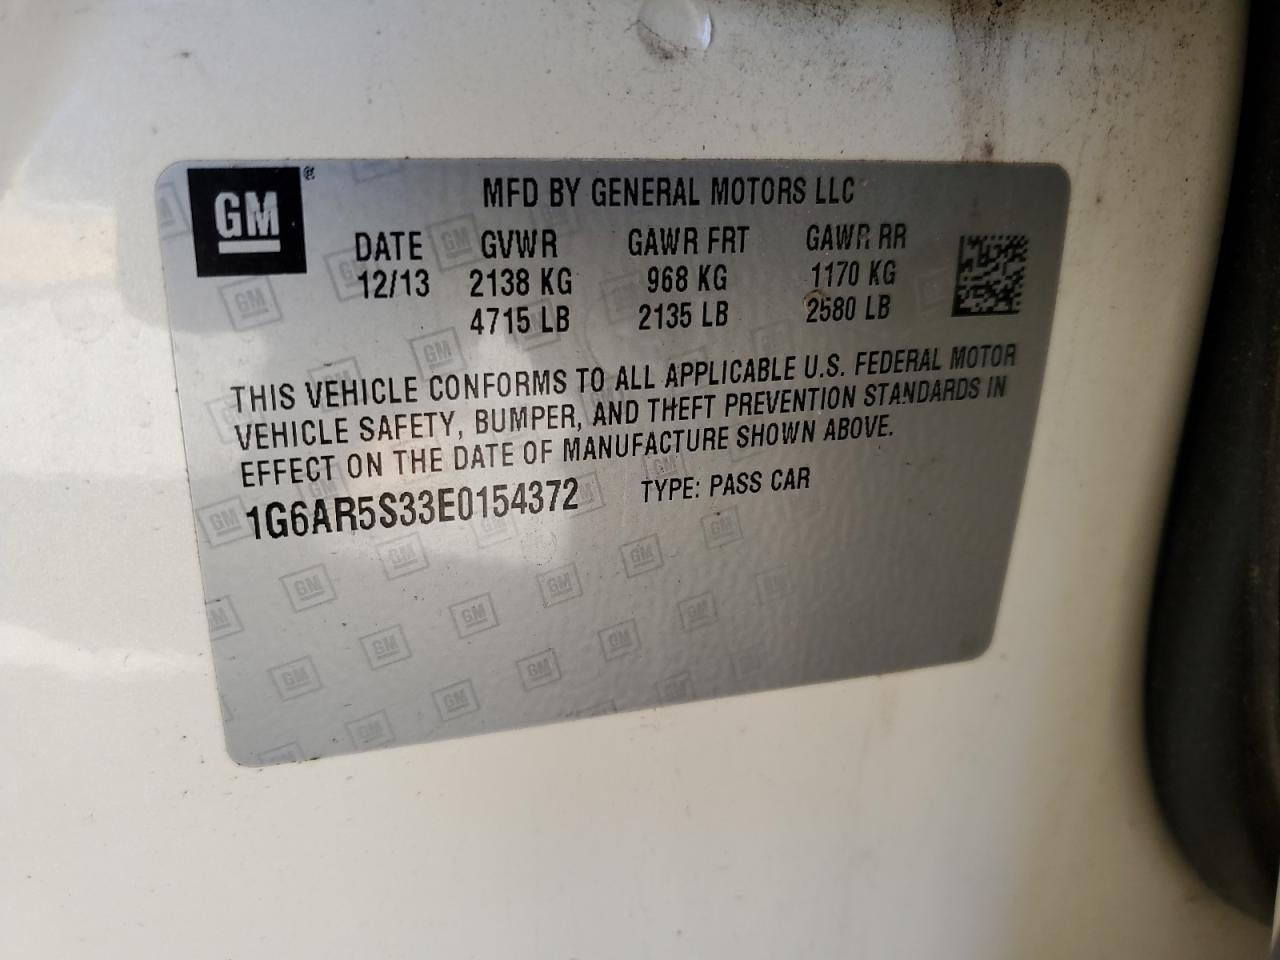 GM®
MFD BY GENERAL MOTORS LLC
DATE GVWR GAWR FRT GAWR RR
12/13 2138 KG 968 KG 1170 KG
4715 LB 2135 LB 2580 LB
THIS VEHICLE CONFORMS TO ALL APPLICABLE U.S. FEDERAL MOTOR
VEHICLE SAFETY, BUMPER, AND THEFT PREVENTION STANDARDS IN
EFFECT ON THE DATE OF MANUFACTURE SHOWN ABOVE.
1G6AR5S33E0154372 TYPE: PASS CAR